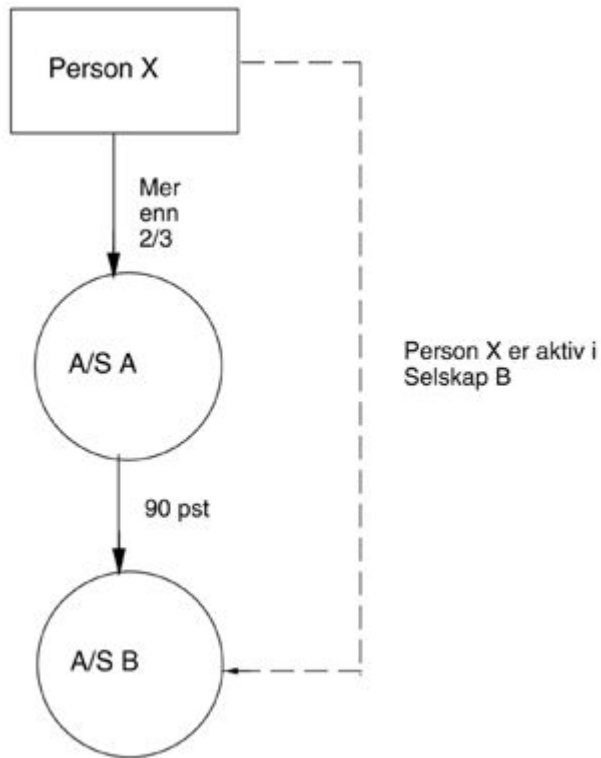 Person X
Mer
enn
2/3
A/S A
Person X er aktiv i
Selskap B
90 pst
A/S B